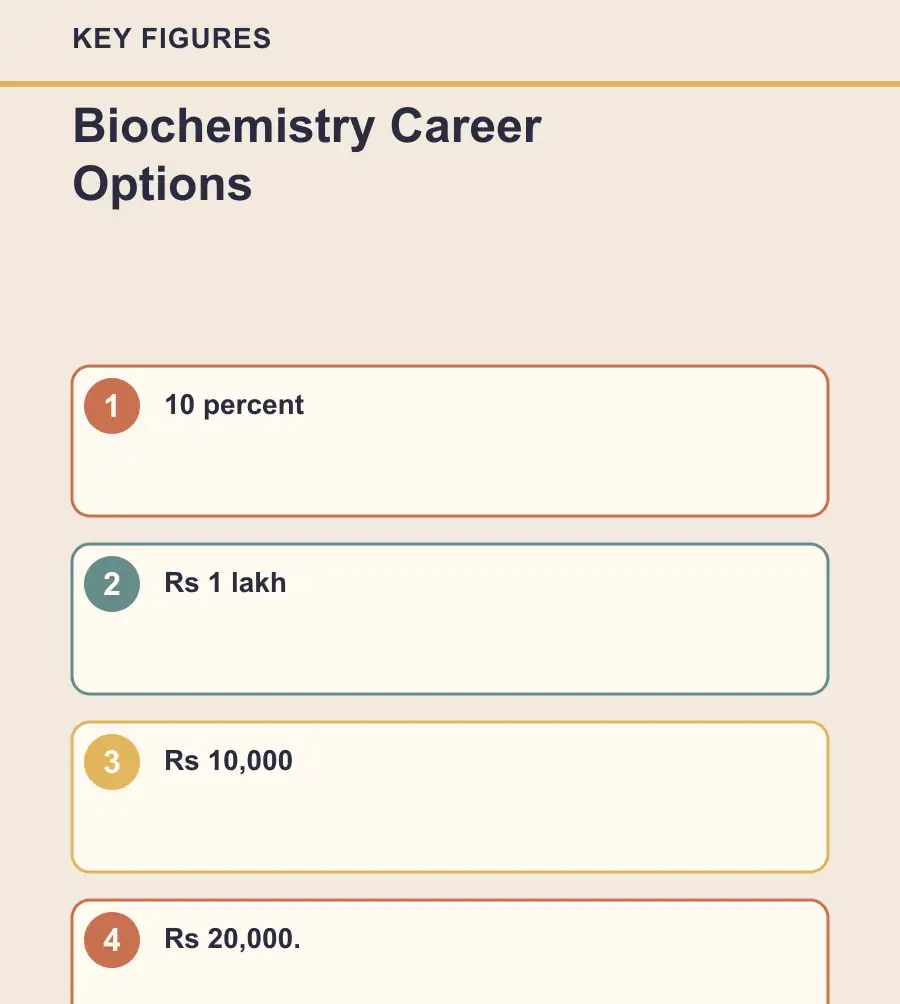 KEY FIGURES
Biochemistry Career
Options
1 10 percent
2 Rs 1 lakh
3 Rs 10,000
4 Rs 20,000.